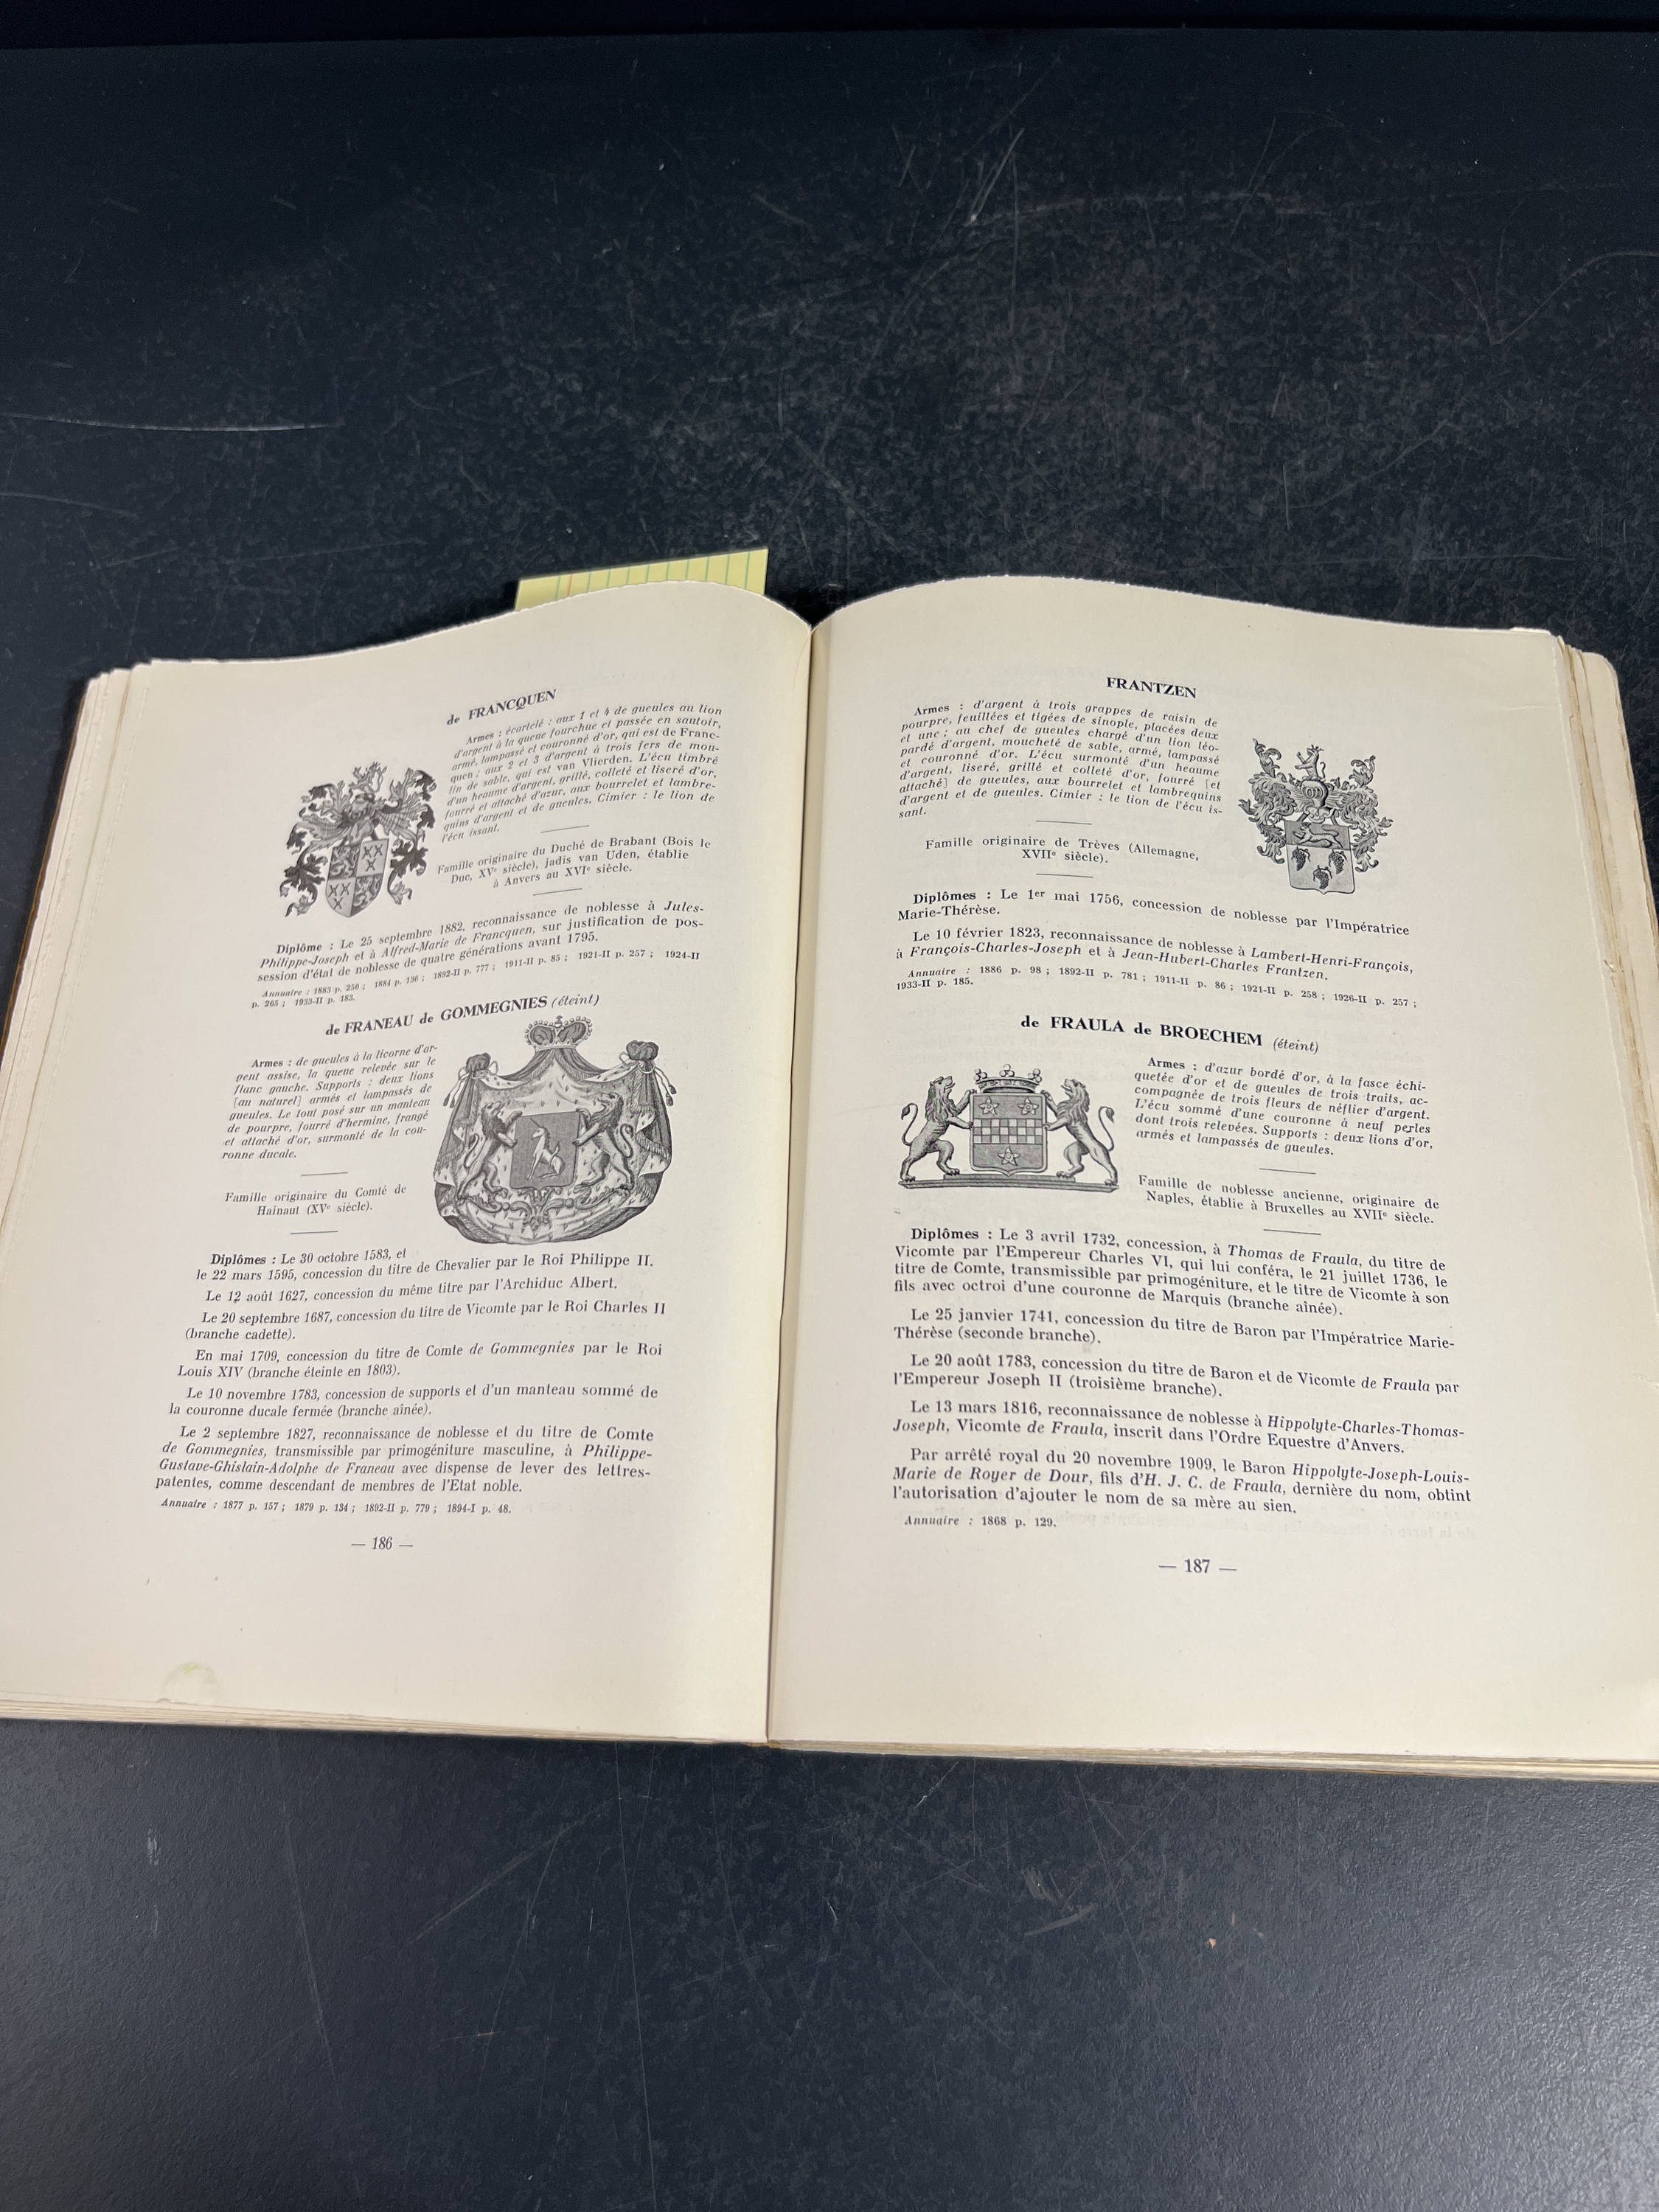 de FRANCQUEN
Armes : écartelé : aux 1 et 4 de gueules au lion
d'argent à la queue fourchue et passée en sautoir,
armé, lampassé et couronné d'or, qui est de Franc-
quen ; aux 2 et 3 d'argent à trois fers de mou-
lin de sable, qui est van Vlierden. L'écu timbré
d'un heaume d'argent, grillé, colleté et liseré d'or,
fourré et attaché d'azur, aux bourrelet et lambre-
quins d'argent et de gueules. Cimier : le lion de
l'écu issant.
Famille originaire du Duché de Brabant (Bois le
Duc, XVe siècle), jadis van Uden, établie
à Anvers au XVIe siècle.
Diplôme : Le 25 septembre 1882, reconnaissance de noblesse à Jules-
Philippe-Joseph et à Alfred-Marie de Francquen, sur justification de pos-
session d'état de noblesse de quatre générations avant 1795.
Annuaire : 1883 p. 250 ; 1884 p. 136 ; 1892-II p. 777 ; 1911-II p. 85 ; 1921-II p. 257 ; 1924-II
p. 265 ; 1933-II p. 183.
de FRANEAU de GOMMEGNIES (éteint)
Armes : de gueules à la licorne d'ar-
gent assise, la queue relevée sur le
flanc gauche. Supports : deux lions
[au naturel] armés et lampassés de
gueules. Le tout posé sur un manteau
de pourpre, fourré d'hermine, frangé
et attaché d'or, surmonté de la cou-
ronne ducale.
Famille originaire du Comté de
Hainaut (XVe siècle).
Diplômes : Le 30 octobre 1583, et
le 22 mars 1595, concession du titre de Chevalier par le Roi Philippe II.
Le 12 août 1627, concession du même titre par l'Archiduc Albert.
Le 20 septembre 1687, concession du titre de Vicomte par le Roi Charles II
(branche cadette).
En mai 1709, concession du titre de Comte de Gommegnies par le Roi
Louis XIV (branche éteinte en 1803).
Le 10 novembre 1783, concession de supports et d'un manteau sommé de
la couronne ducale fermée (branche aînée).
Le 2 septembre 1827, reconnaissance de noblesse et du titre de Comte
de Gommegnies, transmissible par primogéniture masculine, à Philippe-
Gustave-Ghislain-Adolphe de Franeau avec dispense de lever des lettres-
patentes, comme descendant de membres de l'Etat noble.
Annuaire : 1877 p. 157 ; 1879 p. 134 ; 1892-II p. 779 ; 1894-I p. 48.
— 186 —
FRANTZEN
Armes : d'argent à trois grappes de raisin de
pourpre, feuillées et tigées de sinople, placées deux
et une ; au chef de gueules chargé d'un lion léo-
pardé d'argent, moucheté de sable, armé, lampassé
et couronné d'or. L'écu surmonté d'un heaume
d'argent, liseré, grillé et colleté d'or, fourré [et
attaché] de gueules, aux bourrelet et lambrequins
d'argent et de gueules. Cimier : le lion de l'écu is-
sant.
Famille originaire de Trèves (Allemagne,
XVIIe siècle).
Diplômes : Le 1er mai 1756, concession de noblesse par l'Impératrice
Marie-Thérèse.
Le 10 février 1823, reconnaissance de noblesse à Lambert-Henri-François,
à François-Charles-Joseph et à Jean-Hubert-Charles Frantzen.
Annuaire : 1886 p. 98 ; 1892-II p. 781 ; 1911-II p. 86 ; 1921-II p. 258 ; 1926-II p. 257 ;
1933-II p. 185.
de FRAULA de BROECHEM (éteint)
Armes : d'azur bordé d'or, à la fasce échi-
quetée d'or et de gueules de trois traits, ac-
compagnée de trois fleurs de néflier d'argent.
L'écu sommé d'une couronne à neuf perles
dont trois relevées. Supports : deux lions d'or,
armés et lampassés de gueules.
Famille de noblesse ancienne, originaire de
Naples, établie à Bruxelles au XVIIe siècle.
Diplômes : Le 3 avril 1732, concession, à Thomas de Fraula, du titre de
Vicomte par l'Empereur Charles VI, qui lui conféra, le 21 juillet 1736, le
titre de Comte, transmissible par primogéniture, et le titre de Vicomte à son
fils avec octroi d'une couronne de Marquis (branche aînée).
Le 25 janvier 1741, concession du titre de Baron par l'Impératrice Marie-
Thérèse (seconde branche).
Le 20 août 1783, concession du titre de Baron et de Vicomte de Fraula par
l'Empereur Joseph II (troisième branche).
Le 13 mars 1816, reconnaissance de noblesse à Hippolyte-Charles-Thomas-
Joseph, Vicomte de Fraula, inscrit dans l'Ordre Equestre d'Anvers.
Par arrêté royal du 20 novembre 1909, le Baron Hippolyte-Joseph-Louis-
Marie de Royer de Dour, fils d'H. J. C. de Fraula, dernière du nom, obtint
l'autorisation d'ajouter le nom de sa mère au sien.
Annuaire : 1868 p. 129.
— 187 —